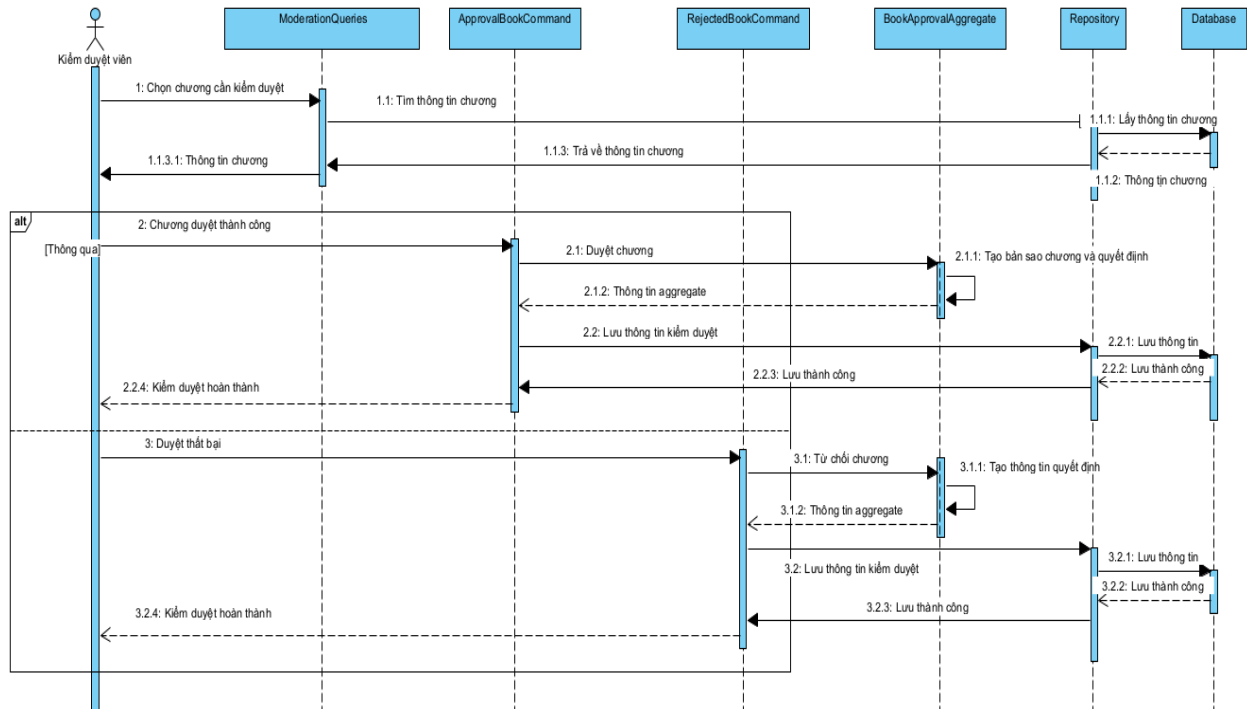 ModerationQueries
ApprovalBookCommand
RejectedBookCommand
BookApprovalAggregate
Repository
Database
Kiểm duyệt viên
1: Chọn chương cần kiểm duyệt
1.1: Tìm thông tin chương
1.1.1: Lấy thông tin chương
1.1.3: Trả về thông tin chương
1.1.3.1: Thông tin chương
1.1.2: Thông tịn chương
alt
2: Chương duyệt thành công
[Thông qua]
2.1: Duyệt chương
2.1.1: Tạo bản sao chương và quyết định
2.1.2: Thông tin aggregate
2.2: Lưu thông tin kiểm duyệt
2.2.1: Lưu thông tin
2.2.2: Lưu thành công
2.2.3: Lưu thành công
2.2.4: Kiểm duyệt hoàn thành
3: Duyệt thất bại
3.1: Từ chối chương
3.1.1: Tạo thông tin quyết định
3.1.2: Thông tin aggregate
3.2: Lưu thông tin kiểm duyệt
3.2.1: Lưu thông tin
3.2.2: Lưu thành công
3.2.3: Lưu thành công
3.2.4: Kiểm duyệt hoàn thành